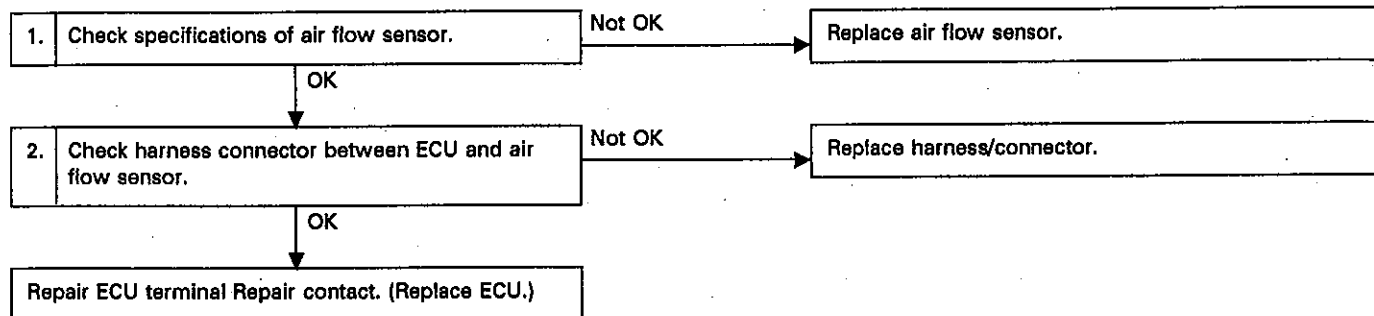 1. Check specifications of air flow sensor.
Not OK
Replace air flow sensor.
OK
2. Check harness connector between ECU and air
flow sensor.
Not OK
Replace harness/connector.
OK
Repair ECU terminal Repair contact. (Replace ECU.)